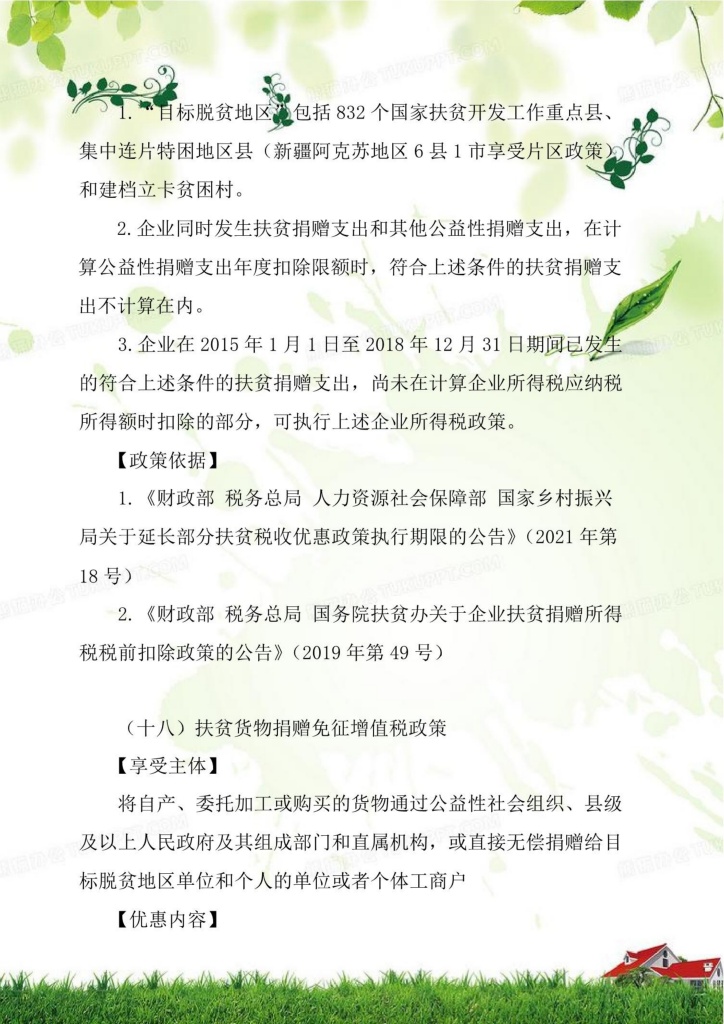 1.“目标脱贫地区”包括 832 个国家扶贫开发工作重点县、
集中连片特困地区县（新疆阿克苏地区 6 县 1 市享受片区政策）
和建档立卡贫困村。
2.企业同时发生扶贫捐赠支出和其他公益性捐赠支出，在计
算公益性捐赠支出年度扣除限额时，符合上述条件的扶贫捐赠支
出不计算在内。
3.企业在 2015 年 1 月 1 日至 2018 年 12 月 31 日期间已发生
的符合上述条件的扶贫捐赠支出，尚未在计算企业所得税应纳税
所得额时扣除的部分，可执行上述企业所得税政策。
【政策依据】
1.《财政部 税务总局 人力资源社会保障部 国家乡村振兴
局关于延长部分扶贫税收优惠政策执行期限的公告》（2021 年第
18 号）
2.《财政部 税务总局 国务院扶贫办关于企业扶贫捐赠所得
税税前扣除政策的公告》（2019 年第 49 号）
（十八）扶贫货物捐赠免征增值税政策
【享受主体】
将自产、委托加工或购买的货物通过公益性社会组织、县级
及以上人民政府及其组成部门和直属机构，或直接无偿捐赠给目
标脱贫地区单位和个人的单位或者个体工商户
【优惠内容】